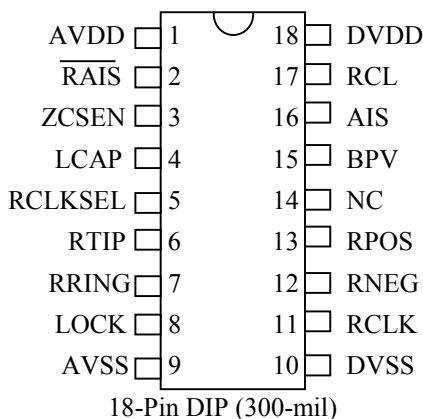 AVDD 1 18 DVDD
RAIS 2 17 RCL
ZCSEN 3 16 AIS
LCAP 4 15 BPV
RCLKSEL 5 14 NC
RTIP 6 13 RPOS
RRING 7 12 RNEG
LOCK 8 11 RCLK
AVSS 9 10 DVSS
18-Pin DIP (300-mil)